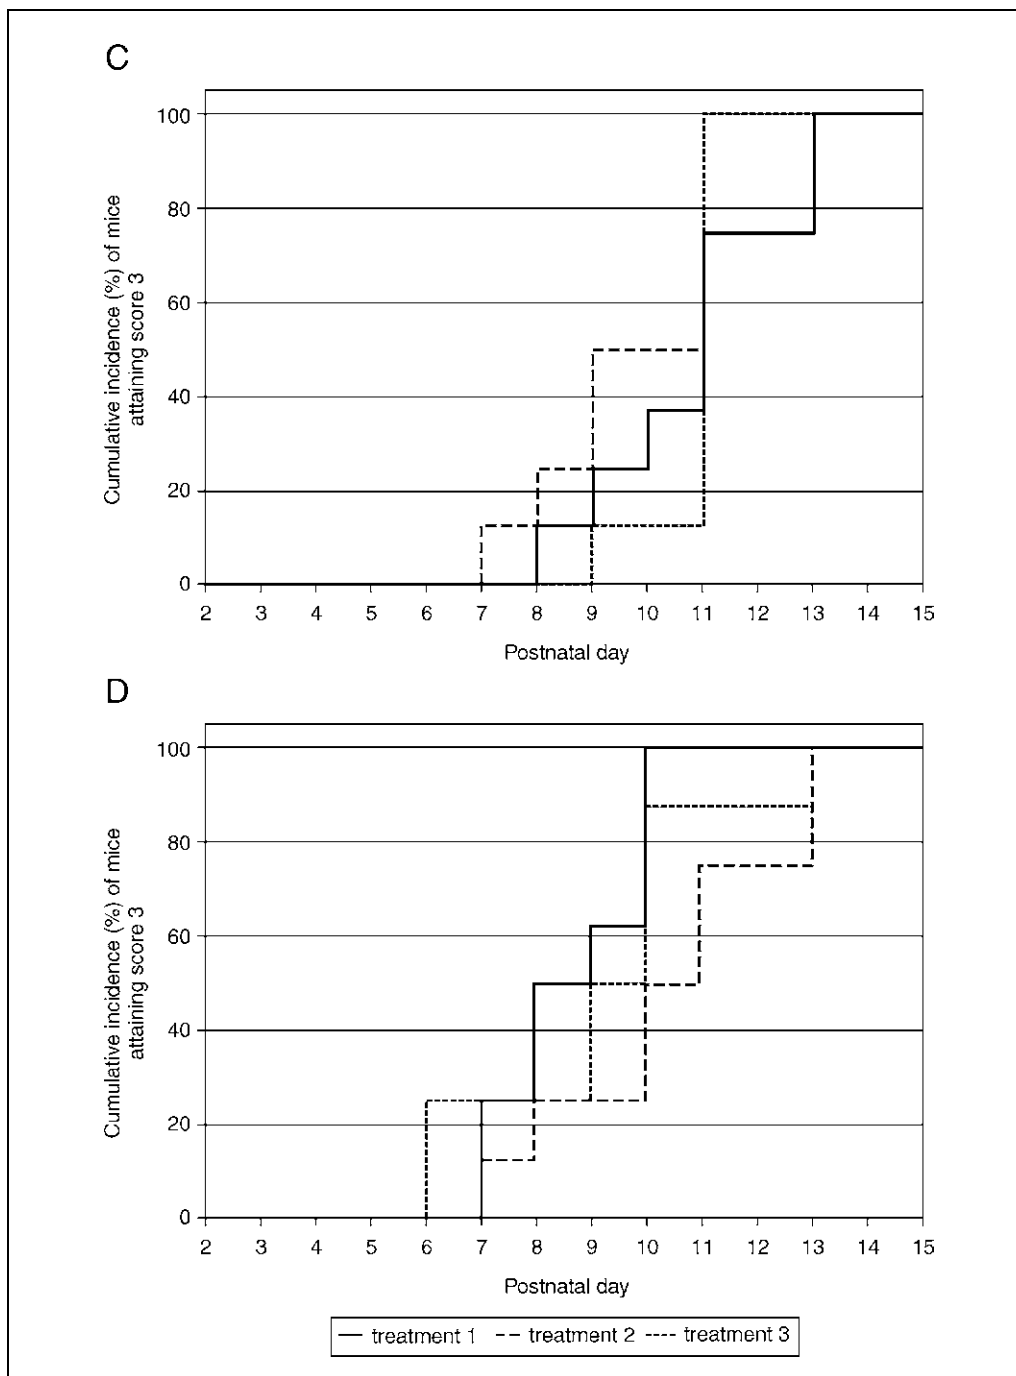 C
Cumulative incidence (%) of mice
attaining score 3
100
80
60
40
20
0
2 3 4 5 6 7 8 9 10 11 12 13 14 15
Postnatal day
D
Cumulative incidence (%) of mice
attaining score 3
100
80
60
40
20
0
2 3 4 5 6 7 8 9 10 11 12 13 14 15
Postnatal day
treatment 1 treatment 2 treatment 3